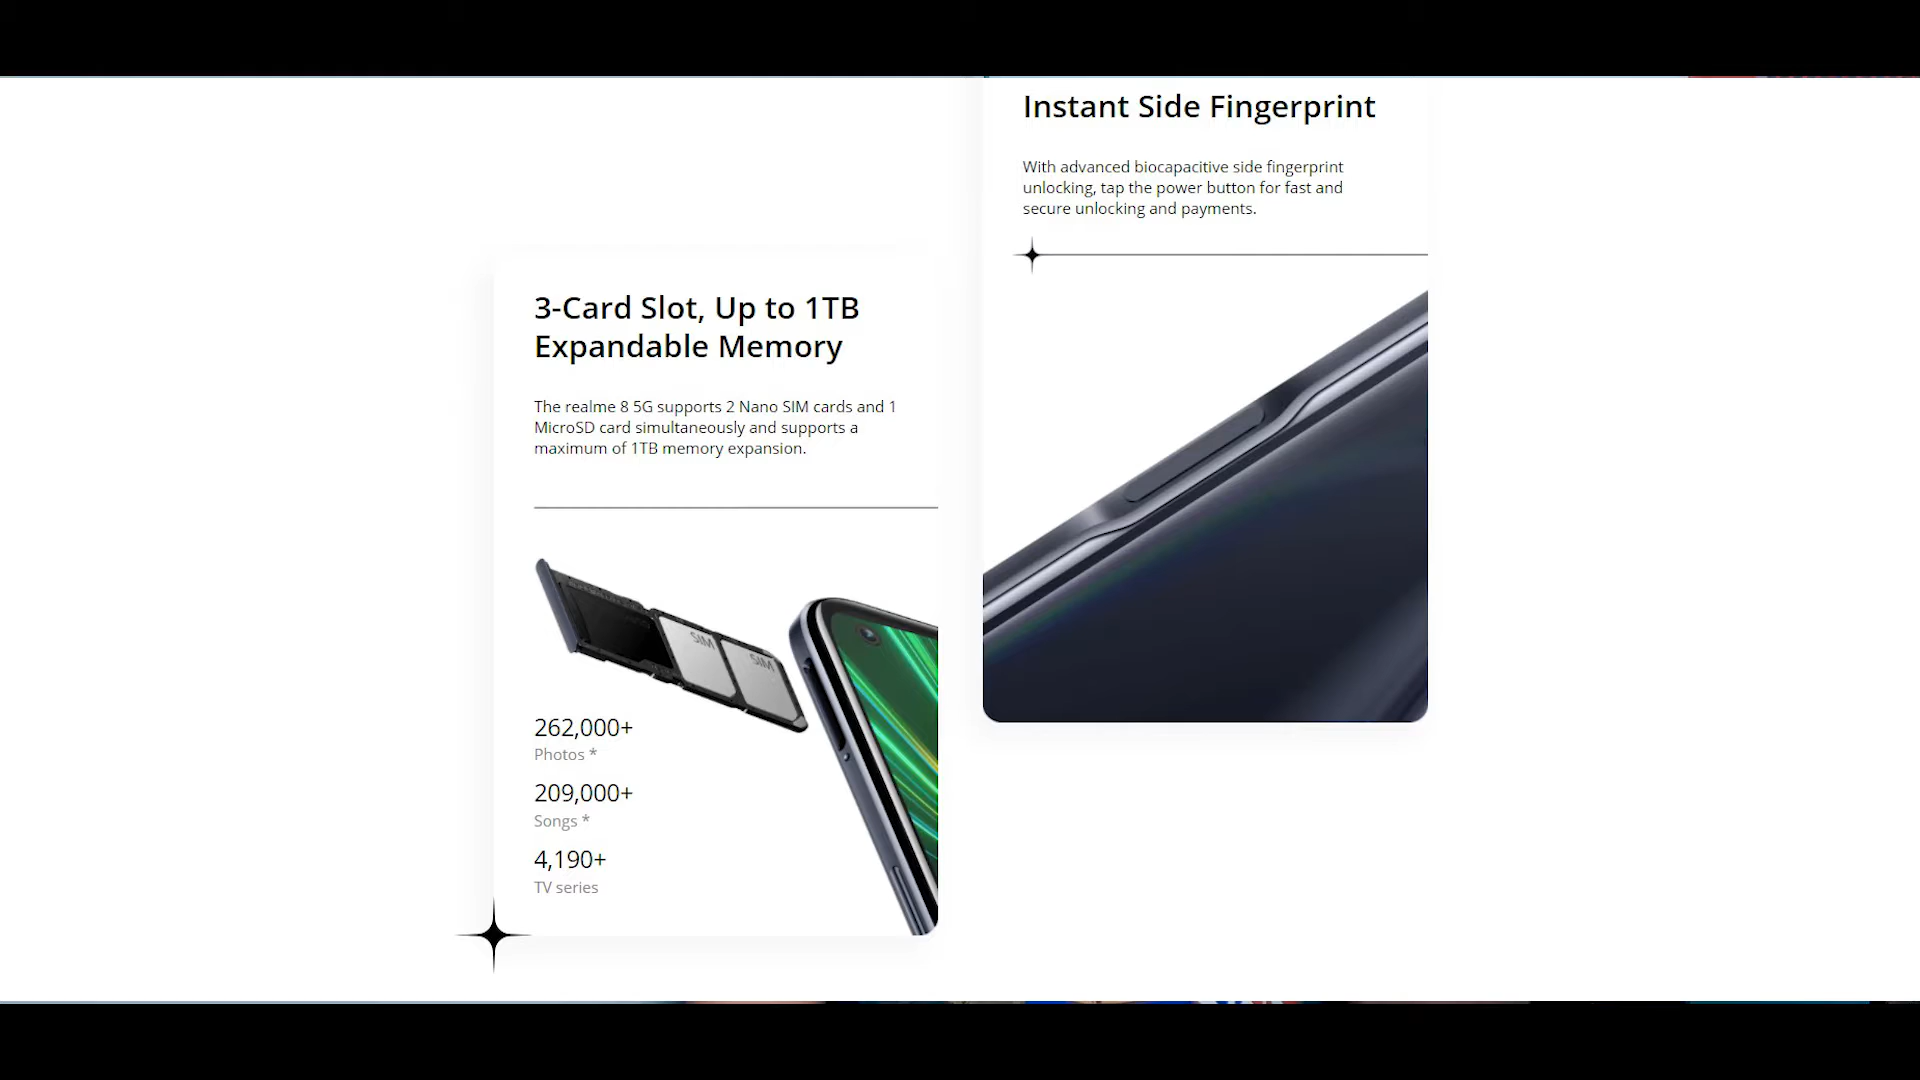 Instant Side Fingerprint
With advanced biocapacitive side fingerprint
unlocking, tap the power button for fast and
secure unlocking and payments.
3-Card Slot, Up to 1TB
Expandable Memory
The realme 8 5G supports 2 Nano SIM cards and 1
MicroSD card simultaneously and supports a
maximum of 1TB memory expansion.
SIM
SIM
262,000+
Photos *
209,000+
Songs *
4,190+
TV series